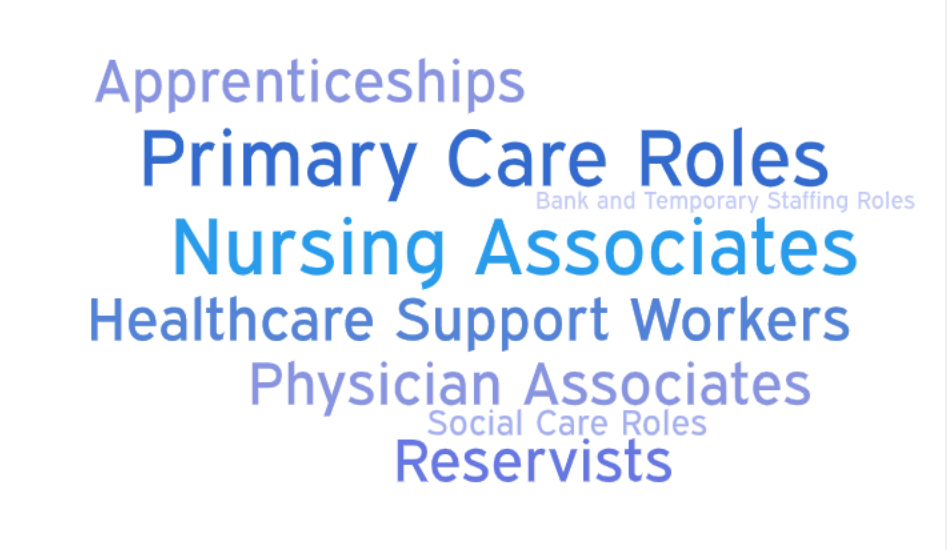 Apprenticeships
Primary Care Roles
Bank and Temporary Staffing Roles
Nursing Associates
Healthcare Support Workers
Physician Associates
Social Care Roles
Reservists